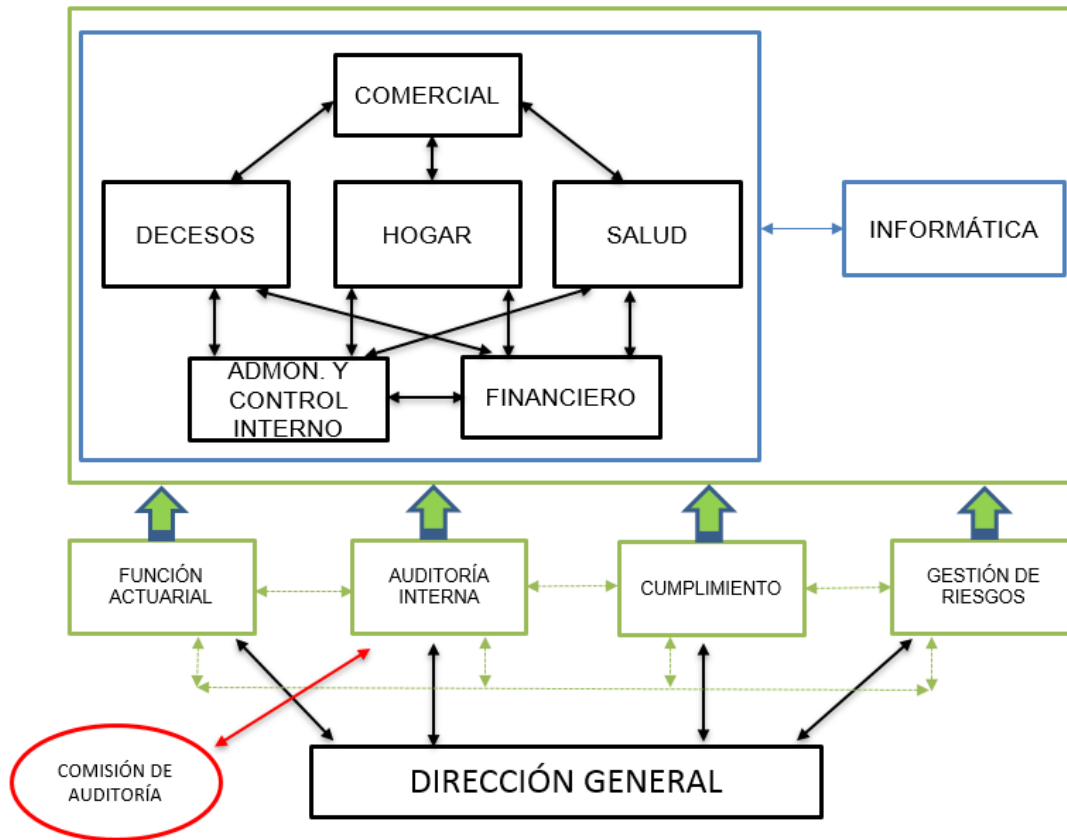 COMERCIAL
DECESOS
HOGAR
SALUD
INFORMÁTICA
ADMON. Y
CONTROL
INTERNO
FINANCIERO
FUNCIÓN
ACTUARIAL
AUDITORÍA
INTERNA
CUMPLIMIENTO
GESTIÓN DE
RIESGOS
COMISIÓN DE
AUDITORÍA
DIRECCIÓN GENERAL